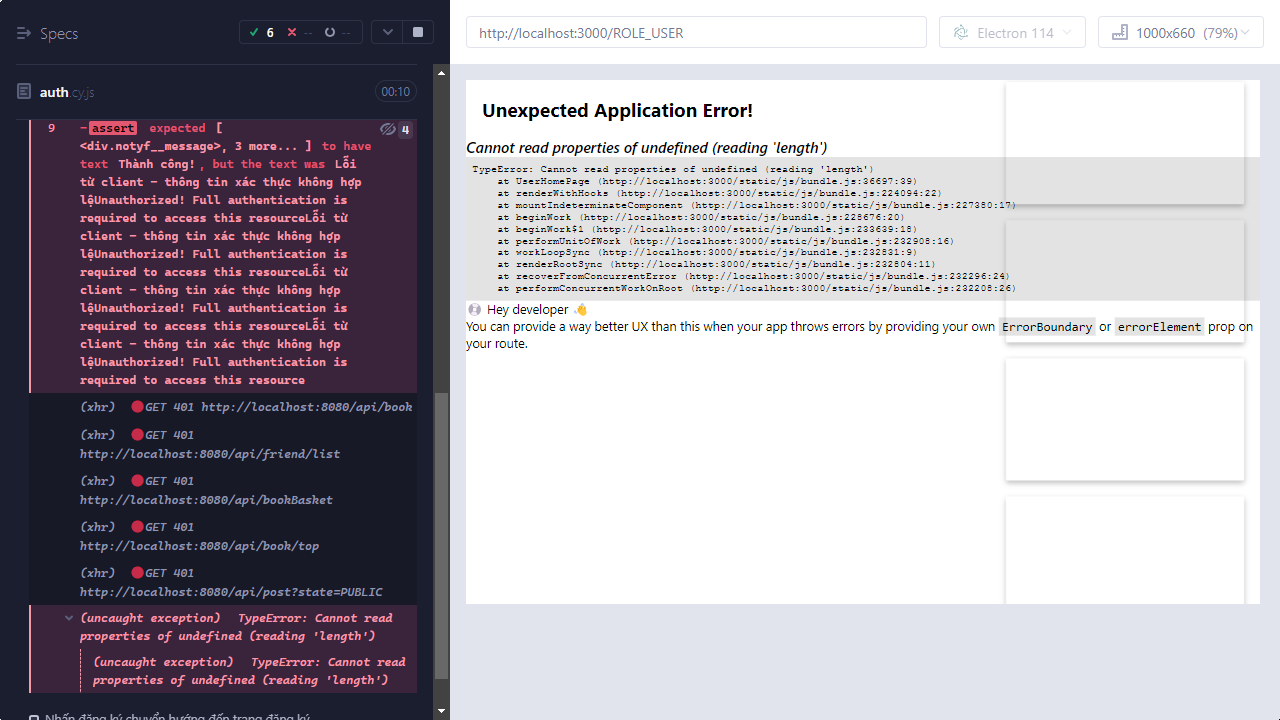 Specs
6 -- --
auth.cy.js
00:10
9 -assert expected [ 4
<div.notyf__message>, 3 more... ] to have
text Thành công!, but the text was Lỗi
từ client - thông tin xác thực không hợp
lệUnauthorized! Full authentication is
required to access this resourceLỗi từ
client - thông tin xác thực không hợp
lệUnauthorized! Full authentication is
required to access this resourceLỗi từ
client - thông tin xác thực không hợp
lệUnauthorized! Full authentication is
required to access this resourceLỗi từ
client - thông tin xác thực không hợp
lệUnauthorized! Full authentication is
required to access this resource
(xhr) GET 401 http://localhost:8080/api/book
(xhr) GET 401
http://localhost:8080/api/friend/list
(xhr) GET 401
http://localhost:8080/api/bookBasket
(xhr) GET 401
http://localhost:8080/api/book/top
(xhr) GET 401
http://localhost:8080/api/post?state=PUBLIC
(uncaught exception) TypeError: Cannot read
properties of undefined (reading 'length')
(uncaught exception) TypeError: Cannot read
properties of undefined (reading 'length')
Nhấn đăng ký chuyển hướng đến trang đăng ký
http://localhost:3000/ROLE_USER
Electron 114
1000x660 (79%)
Unexpected Application Error!
Cannot read properties of undefined (reading 'length')
TypeError: Cannot read properties of undefined (reading 'length')
at UserHomePage (http://localhost:3000/static/js/bundle.js:36697:39)
at renderWithHooks (http://localhost:3000/static/js/bundle.js:224094:22)
at mountIndeterminateComponent (http://localhost:3000/static/js/bundle.js:227380:17)
at beginWork (http://localhost:3000/static/js/bundle.js:228676:20)
at beginWork$1 (http://localhost:3000/static/js/bundle.js:233639:18)
at performUnitOfWork (http://localhost:3000/static/js/bundle.js:232908:16)
at workLoopSync (http://localhost:3000/static/js/bundle.js:232831:9)
at renderRootSync (http://localhost:3000/static/js/bundle.js:232804:11)
at recoverFromConcurrentError (http://localhost:3000/static/js/bundle.js:232296:24)
at performConcurrentWorkOnRoot (http://localhost:3000/static/js/bundle.js:232208:26)
💿 Hey developer 👋
You can provide a way better UX than this when your app throws errors by providing your own ErrorBoundary or errorElement prop on
your route.